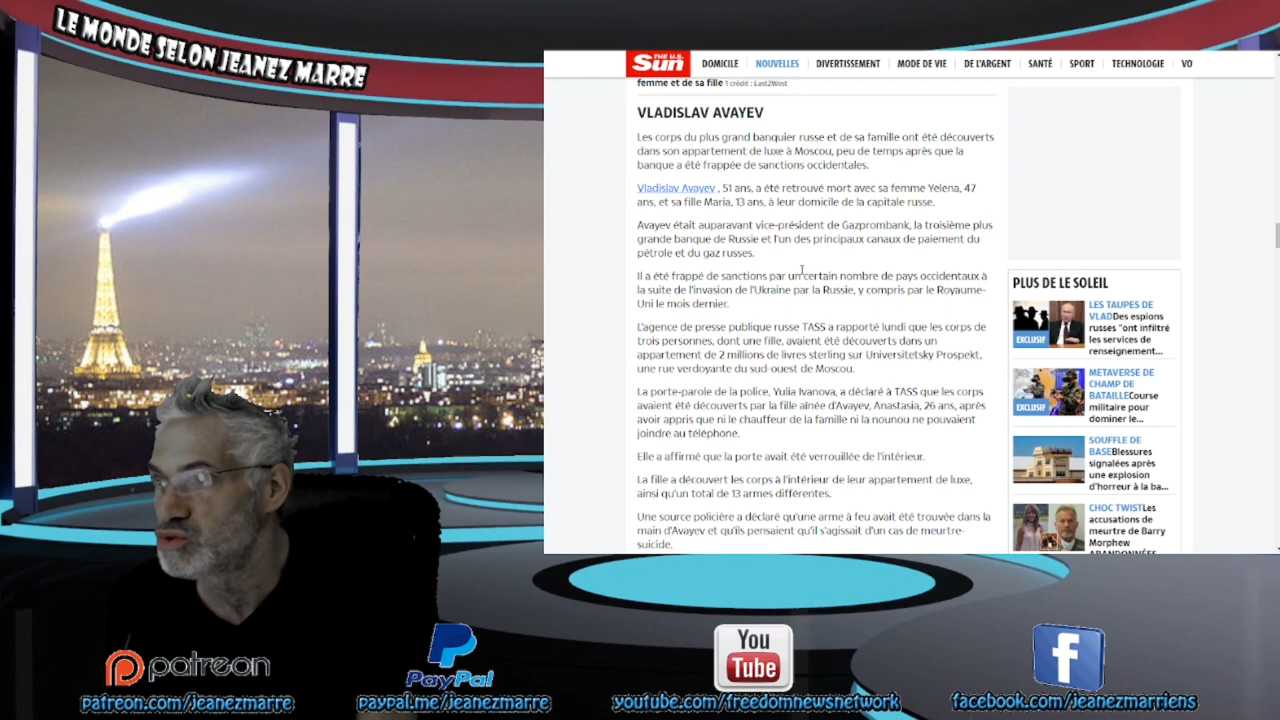 LE MONDE SELON JEANEZ MARRE
THE U.S.
Sun
DOMICILE
NOUVELLES
DIVERTISSEMENT
MODE DE VIE
DE L'ARGENT
SANTÉ
SPORT
TECHNOLOGIE
VO
femme et de sa fille 1 crédit : East2West
VLADISLAV AVAYEV
Les corps du plus grand banquier russe et de sa famille ont été découverts
dans son appartement de luxe à Moscou, peu de temps après que la
banque a été frappée de sanctions occidentales.
Vladislav Avayev , 51 ans, a été retrouvé mort avec sa femme Yelena, 47
ans, et sa fille Maria, 13 ans, à leur domicile de la capitale russe.
Avayev était auparavant vice-président de Gazprombank, la troisième plus
grande banque de Russie et l'un des principaux canaux de paiement du
pétrole et du gaz russes.
Il a été frappé de sanctions par un certain nombre de pays occidentaux à
la suite de l'invasion de l'Ukraine par la Russie, y compris par le Royaume-
Uni le mois dernier.
L'agence de presse publique russe TASS a rapporté lundi que les corps de
trois personnes, dont une fille, avaient été découverts dans un
appartement de 2 millions de livres sterling sur Universitetsky Prospekt,
une rue verdoyante du sud-ouest de Moscou.
La porte-parole de la police, Yulia Ivanova, a déclaré à TASS que les corps
avaient été découverts par la fille aînée d'Avayev, Anastasia, 26 ans, après
avoir appris que ni le chauffeur de la famille ni la nounou ne pouvaient
joindre au téléphone.
Elle a affirmé que la porte avait été verrouillée de l'intérieur.
La fille a découvert les corps à l'intérieur de leur appartement de luxe,
ainsi qu'un total de 13 armes différentes.
Une source policière a déclaré qu'une arme à feu avait été trouvée dans la
main d'Avayev et qu'ils pensaient qu'il s'agissait d'un cas de meurtre-
suicide.
PLUS DE LE SOLEIL
LES TAUPES DE
VLADDes espions
russes "ont infiltré
les services de
renseignement...
EXCLUSIF
METAVERSE DE
CHAMP DE
BATAILLECourse
militaire pour
dominer le...
EXCLUSIF
SOUFFLE DE
BASEBlessures
signalées après
une explosion
d'horreur à la ba...
CHOC TWISTLes
accusations de
meurtre de Barry
Morphew
ABANDONNÉES
patreon
patreon.com/jeanezmarre
PayPal
paypal.me/jeanezmarre
You
Tube
youtube.com/freedomnewsnetwork
f
facebook.com/jeanezmarriens